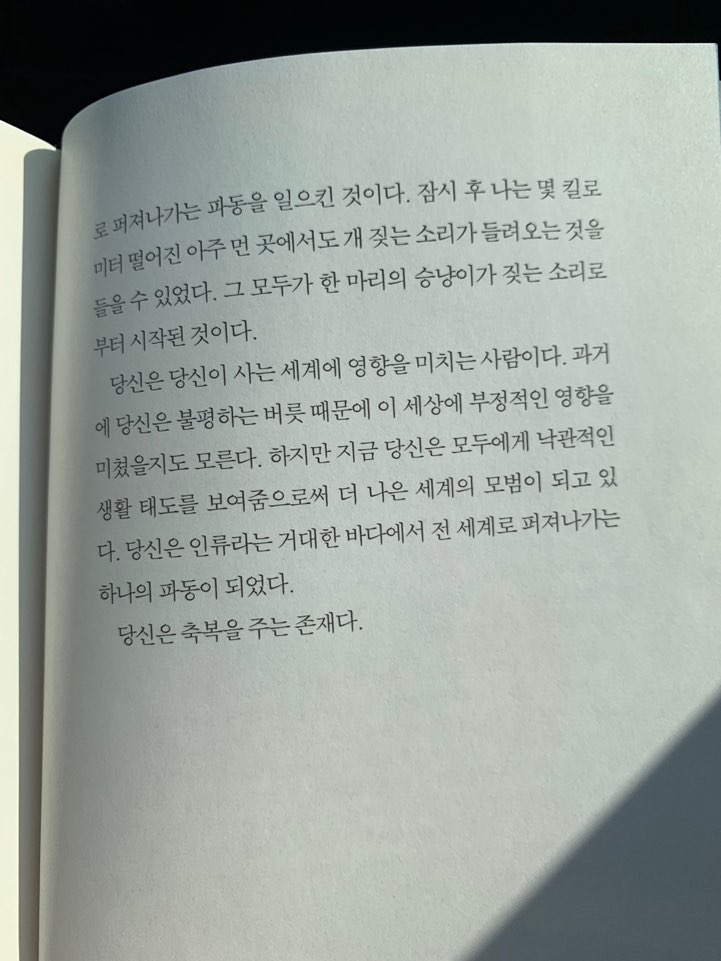 로 퍼져나가는 파동을 일으킨 것이다. 잠시 후 나는 몇 킬로
미터 떨어진 아주 먼 곳에서도 개 짖는 소리가 들려오는 것을
들을 수 있었다. 그 모두가 한 마리의 승냥이가 짖는 소리로
부터 시작된 것이다.
당신은 당신이 사는 세계에 영향을 미치는 사람이다. 과거
에 당신은 불평하는 버릇 때문에 이 세상에 부정적인 영향을
미쳤을지도 모른다. 하지만 지금 당신은 모두에게 낙관적인
생활 태도를 보여줌으로써 더 나은 세계의 모범이 되고 있
다. 당신은 인류라는 거대한 바다에서 전 세계로 퍼져나가는
하나의 파동이 되었다.
당신은 축복을 주는 존재다.